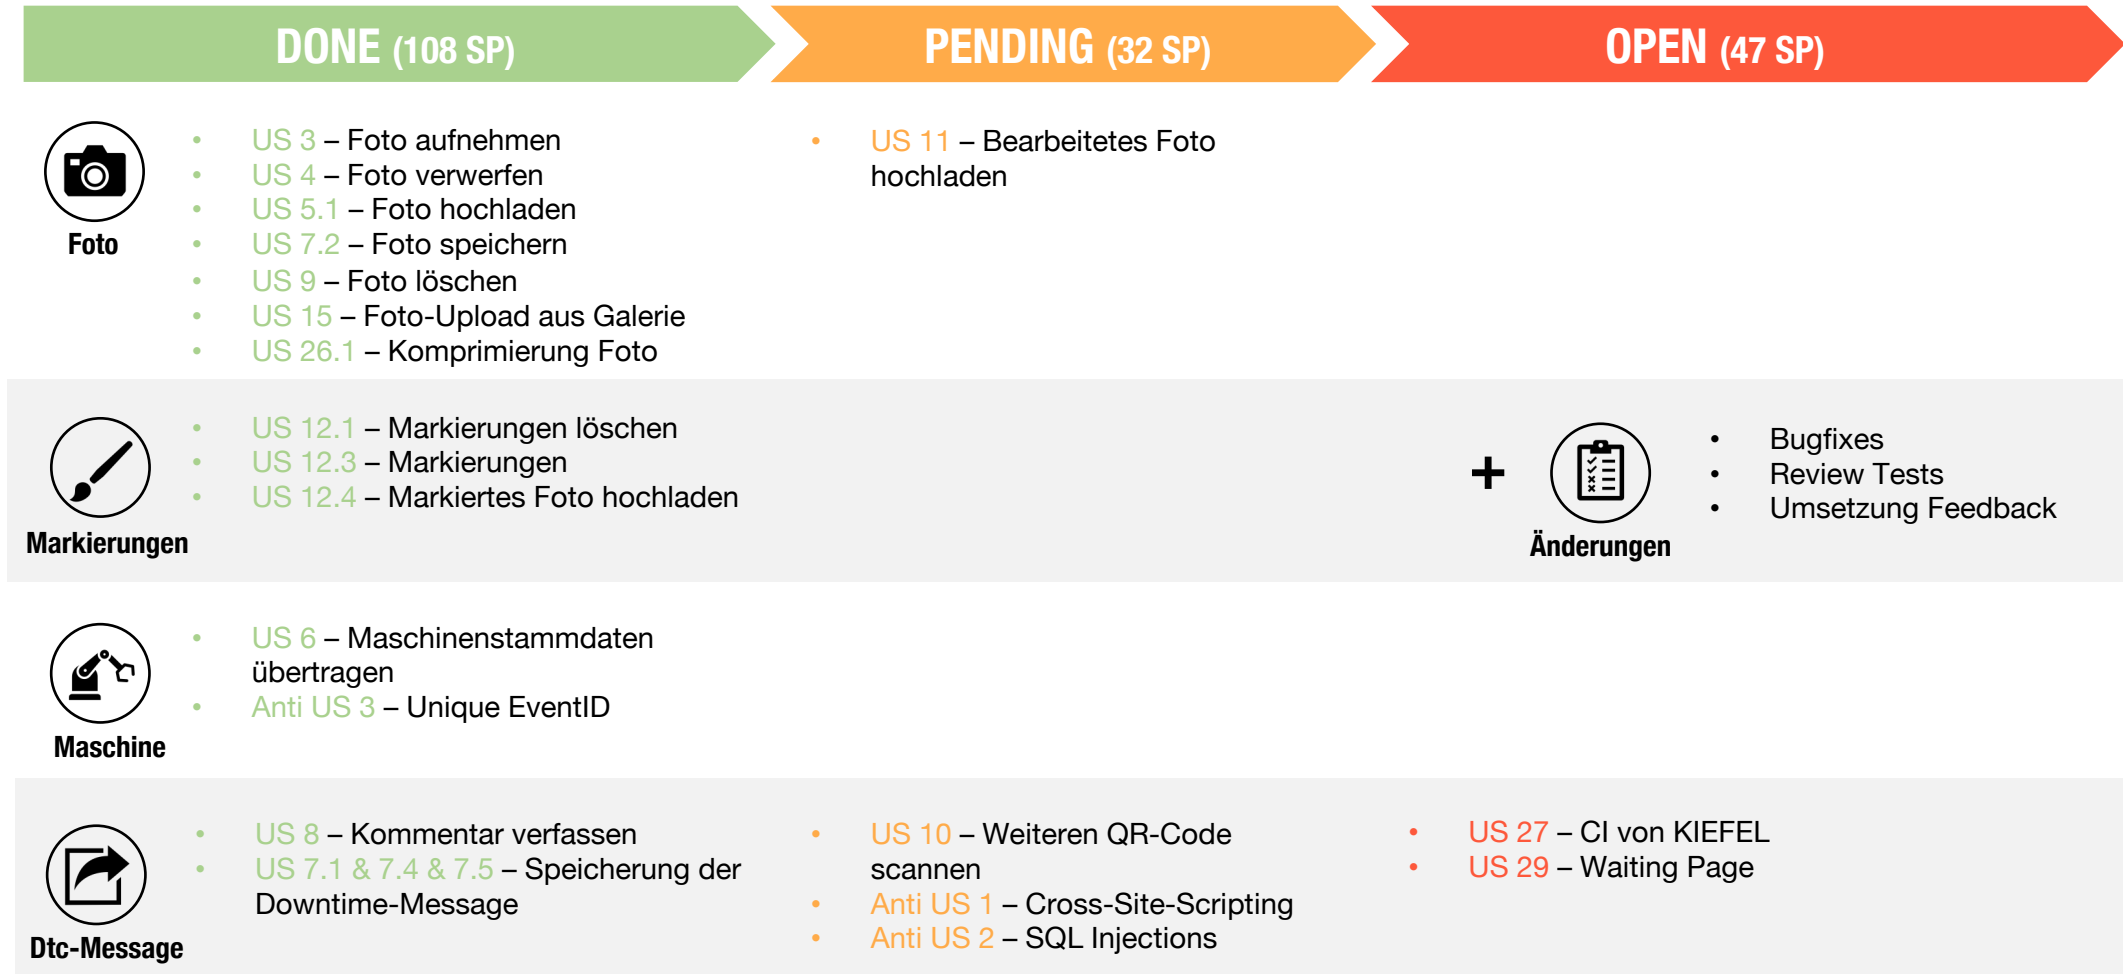 DONE (108 SP)
PENDING (32 SP)
OPEN (47 SP)
Foto
• US 3 – Foto aufnehmen
• US 4 – Foto verwerfen
• US 5.1 – Foto hochladen
• US 7.2 – Foto speichern
• US 9 – Foto löschen
• US 15 – Foto-Upload aus Galerie
• US 26.1 – Komprimierung Foto
• US 11 – Bearbeitetes Foto
hochladen
Markierungen
• US 12.1 – Markierungen löschen
• US 12.3 – Markierungen
• US 12.4 – Markiertes Foto hochladen
+
Änderungen
• Bugfixes
• Review Tests
• Umsetzung Feedback
Maschine
• US 6 – Maschinenstammdaten
übertragen
• Anti US 3 – Unique EventID
Dtc-Message
• US 8 – Kommentar verfassen
• US 7.1 & 7.4 & 7.5 – Speicherung der
Downtime-Message
• US 10 – Weiteren QR-Code
scannen
• Anti US 1 – Cross-Site-Scripting
• Anti US 2 – SQL Injections
• US 27 – CI von KIEFEL
• US 29 – Waiting Page